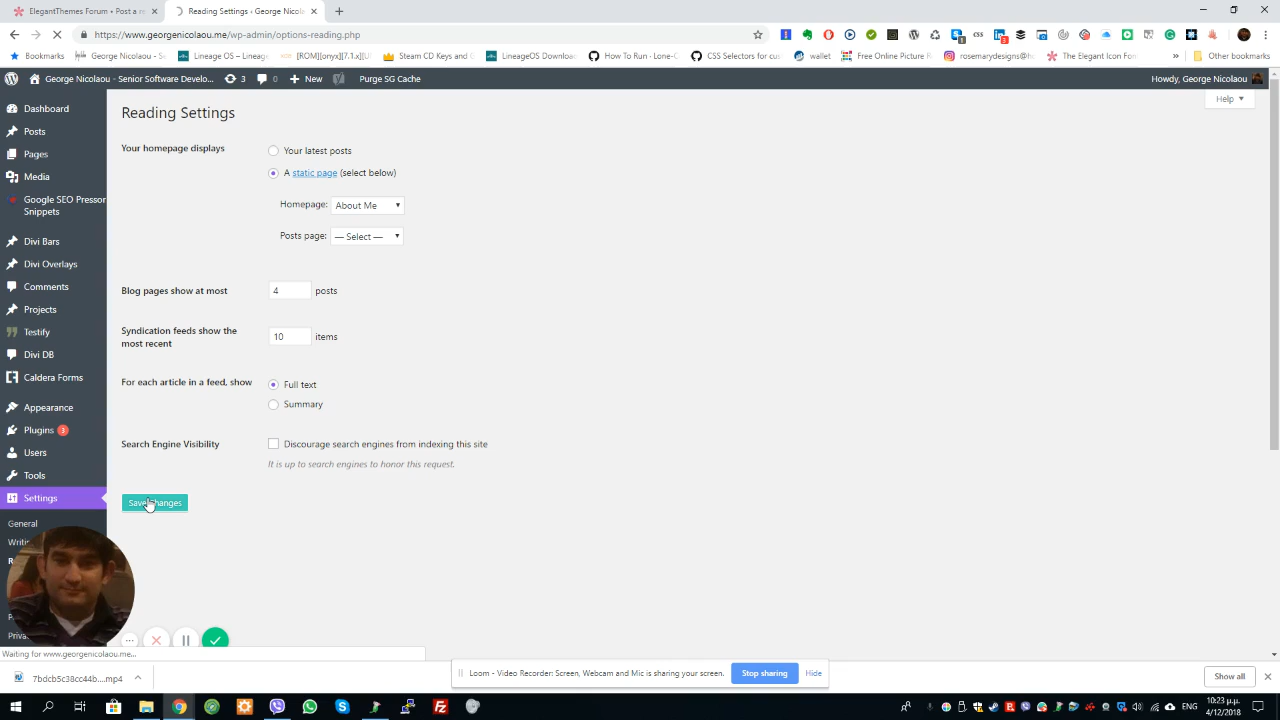 ElegantThemes Forum • Post a re
Reading Settings ‹ George Nicola
https://www.georgenicolaou.me/wp-admin/options-reading.php
Bookmarks
George Nicolaou - Se
Lineage OS – Lineage
[ROM][onyx][7.1.x][U
Steam CD Keys and G
LineageOS Download
How To Run - Lone-C
CSS Selectors for cu
wallet
Free Online Picture R
rosemarydesigns@ho
The Elegant Icon Fon
»
Other bookmarks
George Nicolaou - Senior Software Develo...
3
0
New
Purge SG Cache
Howdy, George Nicolaou
Dashboard
Posts
Pages
Media
Google SEO Pressor
Snippets
Divi Bars
Divi Overlays
Comments
Projects
Testify
Divi DB
Caldera Forms
Appearance
Plugins 3
Users
Tools
Settings
General
Help
Reading Settings
Your homepage displays
Your latest posts
A static page (select below)
Homepage: About Me
Posts page: — Select —
Blog pages show at most 4 posts
Syndication feeds show the
most recent
10 items
For each article in a feed, show
Full text
Summary
Search Engine Visibility
Discourage search engines from indexing this site
It is up to search engines to honor this request.
Save Changes
Waiting for www.georgenicolaou.me...
7bdcb5c38cc44b....mp4
Loom - Video Recorder: Screen, Webcam and Mic is sharing your screen.
Stop sharing
Hide
Show all
ENG
10:23 μ.μ.
4/12/2018